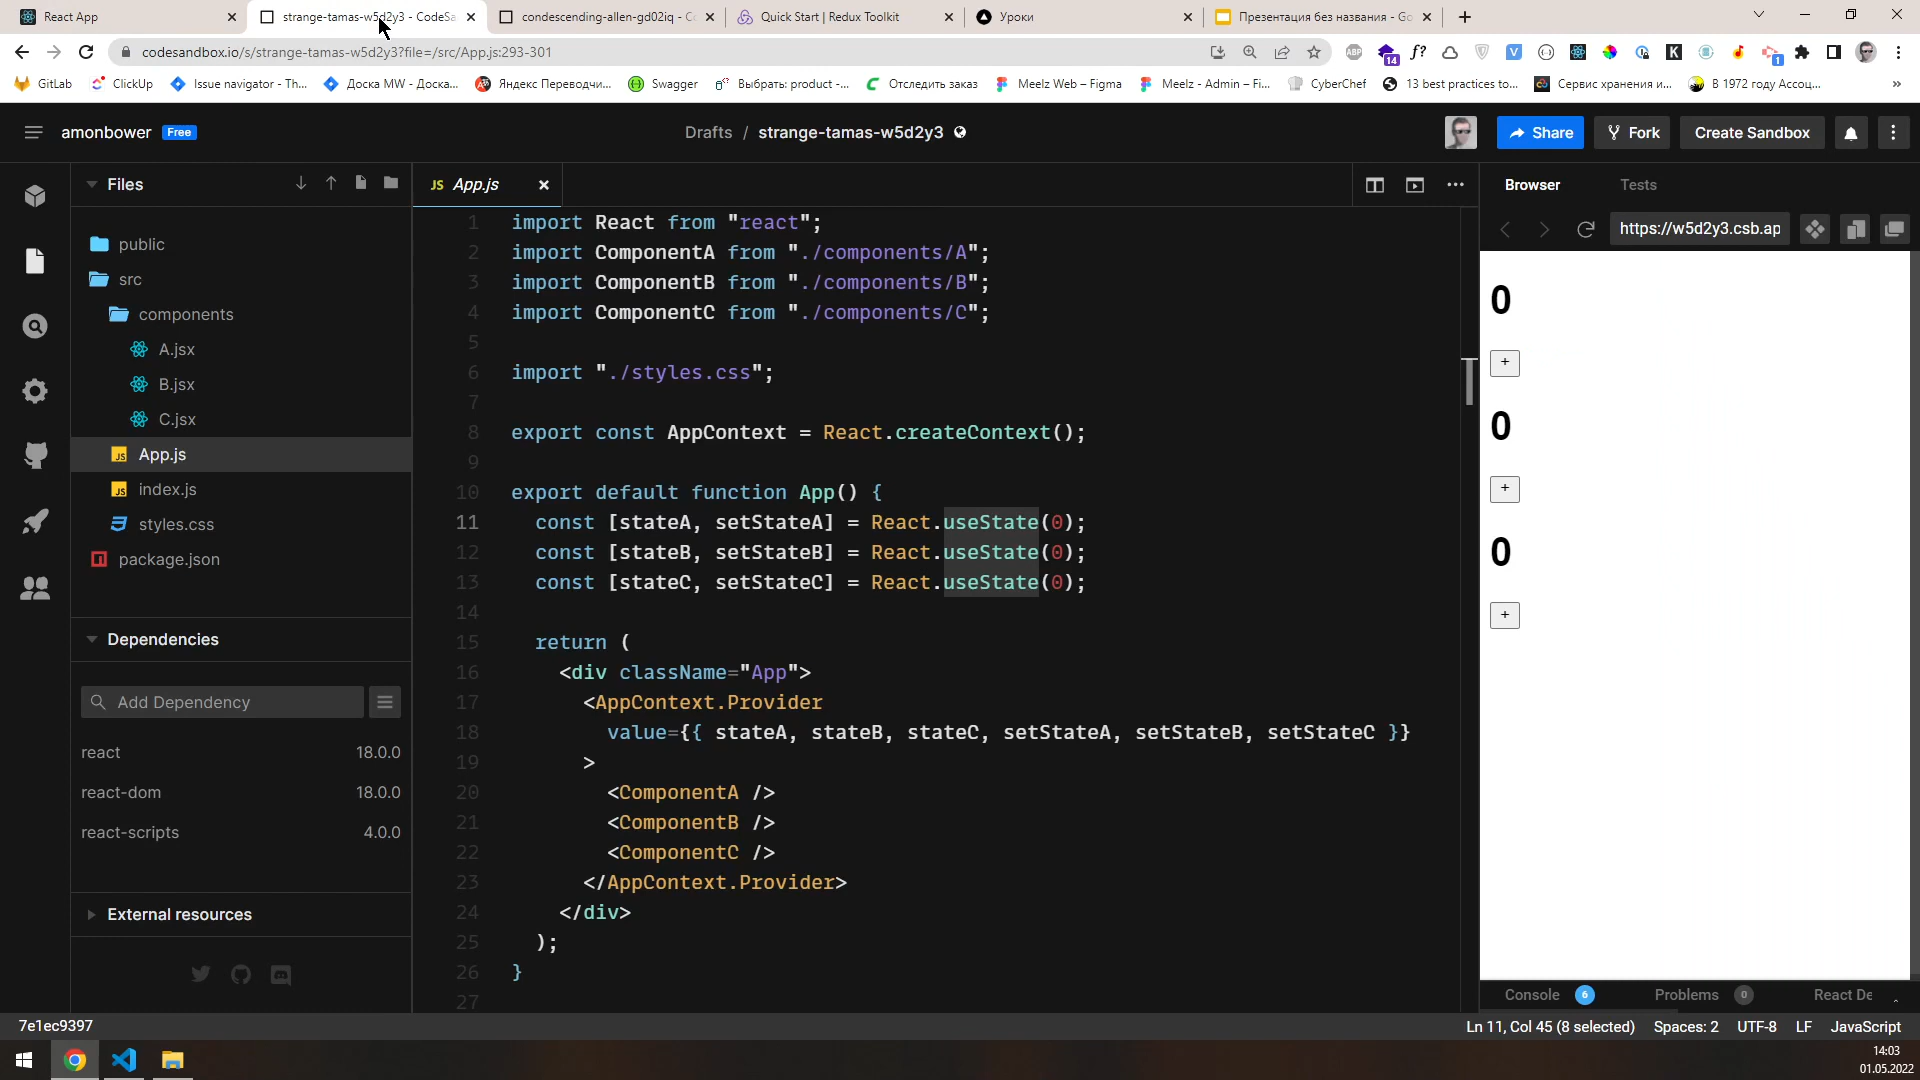 React App
strange-tamas-w5d2y3 - CodeSa
condescending-allen-gd02iq - Co
Quick Start | Redux Toolkit
Уроки
Презентация без названия - Go
codesandbox.io/s/strange-tamas-w5d2y3?file=/src/App.js:293-301
GitLab
ClickUp
Issue navigator - Th...
Доска MW - Доска...
Яндекс Переводчи...
Swagger
Выбрать: product -...
Отследить заказ
Meelz Web – Figma
Meelz - Admin – Fi...
CyberChef
13 best practices to...
Сервис хранения и...
В 1972 году Ассоц...
amonbower Free
Drafts / strange-tamas-w5d2y3
Share
Fork
Create Sandbox
Files
public
src
components
A.jsx
B.jsx
C.jsx
App.js
index.js
styles.css
package.json
Dependencies
Add Dependency
react 18.0.0
react-dom 18.0.0
react-scripts 4.0.0
External resources
JS App.js
1 import React from "react";
2 import ComponentA from "./components/A";
3 import ComponentB from "./components/B";
4 import ComponentC from "./components/C";
5
6 import "./styles.css";
7
8 export const AppContext = React.createContext();
9
10 export default function App() {
11 const [stateA, setStateA] = React.useState(0);
12 const [stateB, setStateB] = React.useState(0);
13 const [stateC, setStateC] = React.useState(0);
14
15 return (
16 <div className="App">
17 <AppContext.Provider
18 value={{ stateA, stateB, stateC, setStateA, setStateB, setStateC }}
19 >
20 <ComponentA />
21 <ComponentB />
22 <ComponentC />
23 </AppContext.Provider>
24 </div>
25 );
26 }
27
Browser
Tests
https://w5d2y3.csb.ap
0
+
0
+
0
+
Console 6
Problems 0
React De
7e1ec9397
Ln 11, Col 45 (8 selected)
Spaces: 2
UTF-8
LF
JavaScript
14:03
01.05.2022